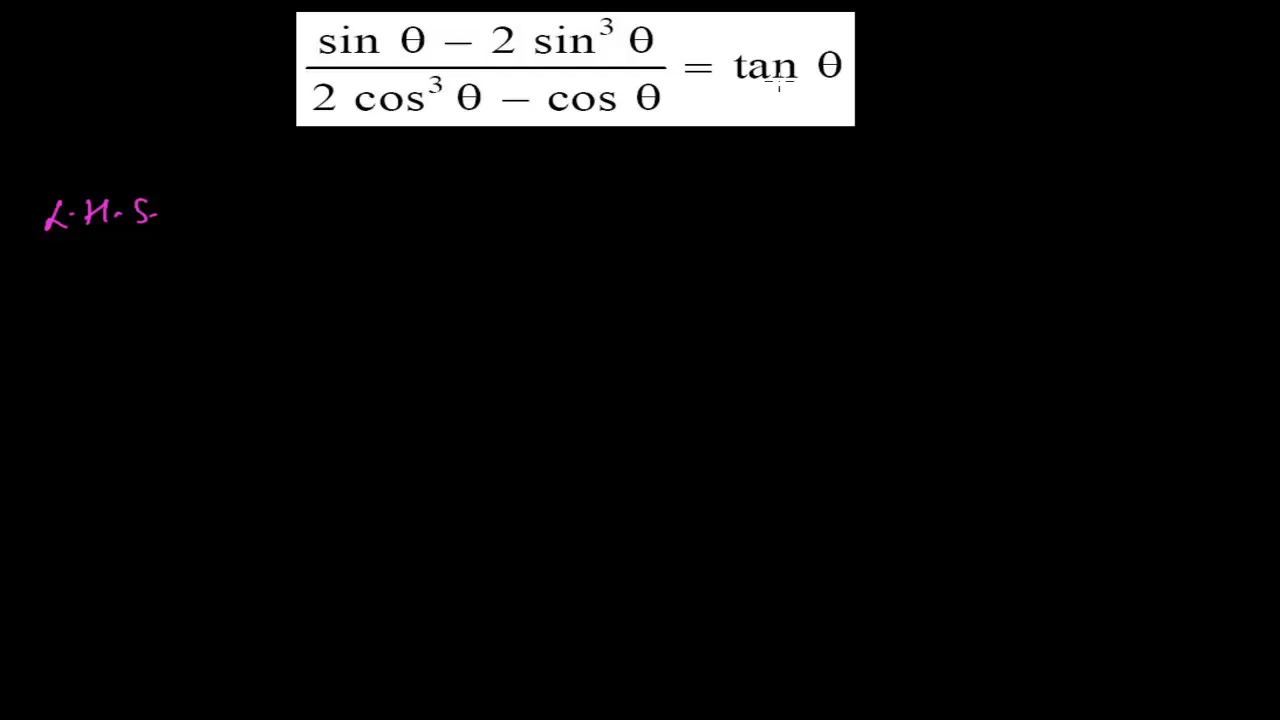 sin θ − 2 sin³ θ
2 cos³ θ − cos θ
= tan θ
L.H.S.